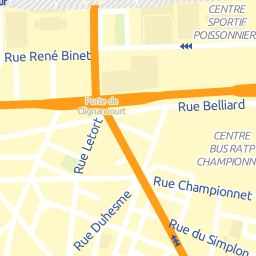 CENTRE
SPORTIF
POISSONNIER
Rue René Binet
Porte de
Clignancourt
Rue Belliard
Rue Letort
CENTRE
BUS RATP
CHAMPIONN
Rue Championnet
Rue Duhesme
Rue du Simplon